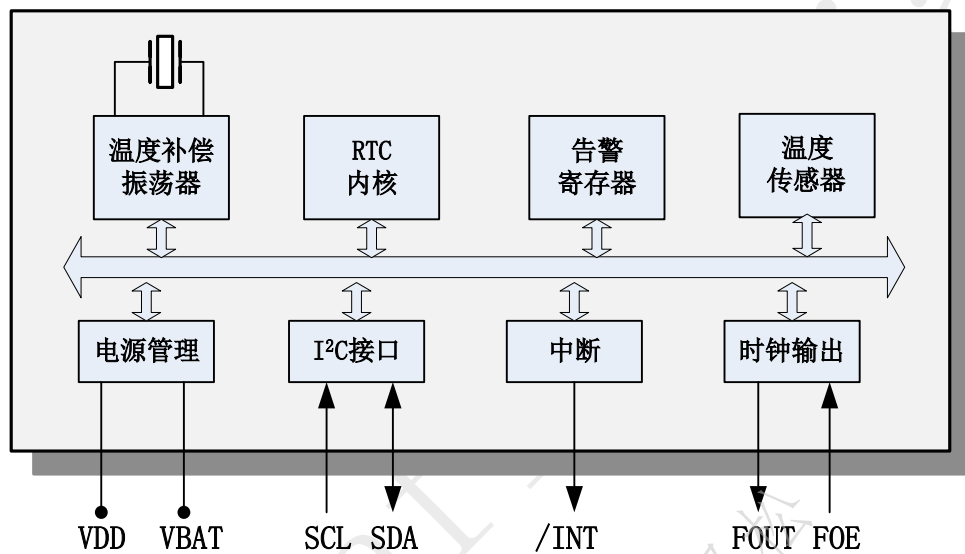 温度补偿
振荡器
RTC
内核
告警
寄存器
温度
传感器
电源管理
I²C接口
中断
时钟输出
VDD VBAT SCL SDA /INT FOUT FOE